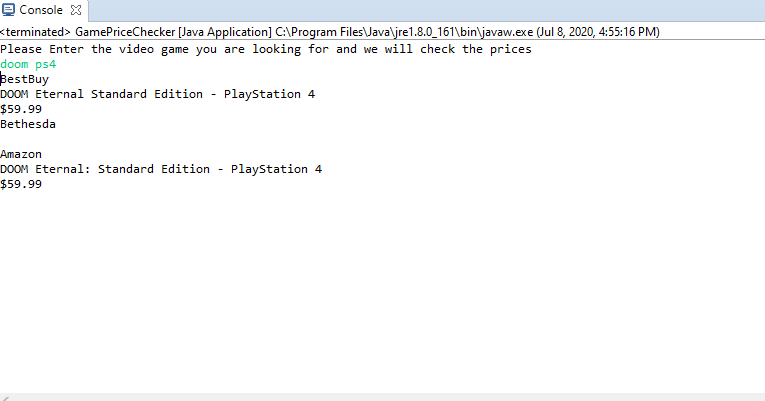 Console
<terminated> GamePriceChecker [Java Application] C:\Program Files\Java\jre1.8.0_161\bin\javaw.exe (Jul 8, 2020, 4:55:16 PM)
Please Enter the video game you are looking for and we will check the prices
doom ps4
BestBuy
DOOM Eternal Standard Edition - PlayStation 4
$59.99
Bethesda
Amazon
DOOM Eternal: Standard Edition - PlayStation 4
$59.99